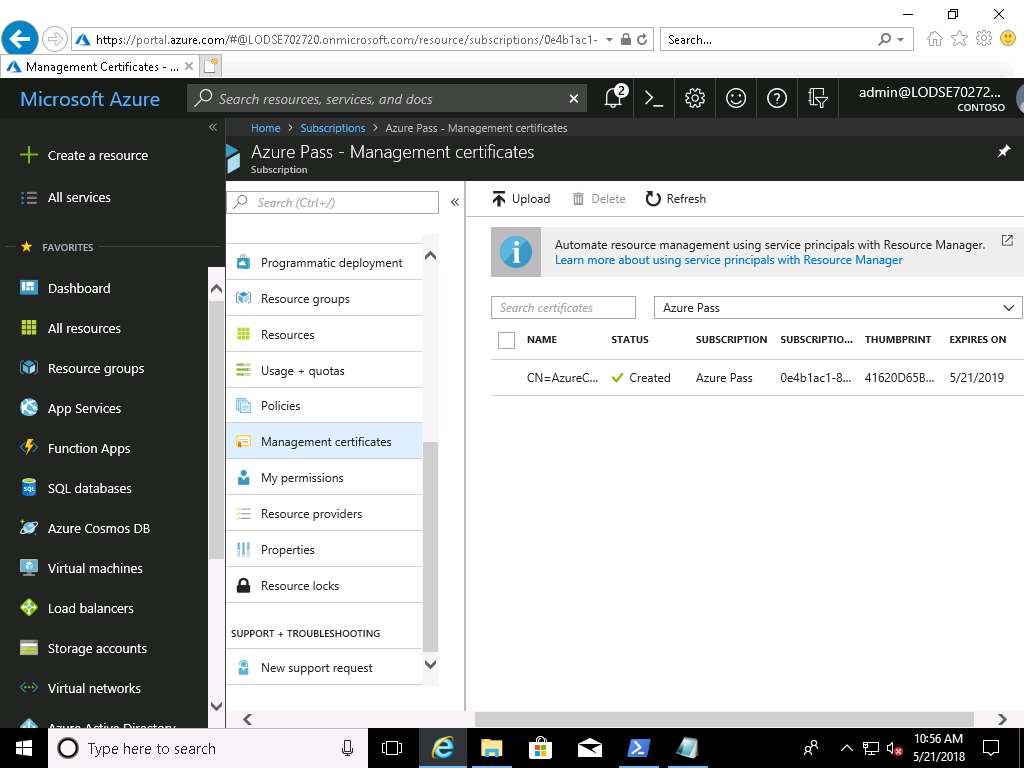 https://portal.azure.com/#@LODSE702720.onmicrosoft.com/resource/subscriptions/0e4b1ac1-
Search...
Management Certificates - ...
Microsoft Azure
Search resources, services, and docs
2
admin@LODSE70272...
CONTOSO
Home > Subscriptions > Azure Pass - Management certificates
Azure Pass - Management certificates
Subscription
Create a resource
All services
FAVORITES
Dashboard
All resources
Resource groups
App Services
Function Apps
SQL databases
Azure Cosmos DB
Virtual machines
Load balancers
Storage accounts
Virtual networks
Azure Active Directory
Search (Ctrl+/)
Programmatic deployment
Resource groups
Resources
Usage + quotas
Policies
Management certificates
My permissions
Resource providers
Properties
Resource locks
SUPPORT + TROUBLESHOOTING
New support request
Upload Delete Refresh
Automate resource management using service principals with Resource Manager.
Learn more about using service principals with Resource Manager
Search certificates
Azure Pass
NAME STATUS SUBSCRIPTION SUBSCRIPTIO... THUMBPRINT EXPIRES ON
CN=AzureC... Created Azure Pass 0e4b1ac1-8... 41620D65B... 5/21/2019
Type here to search
10:56 AM
5/21/2018